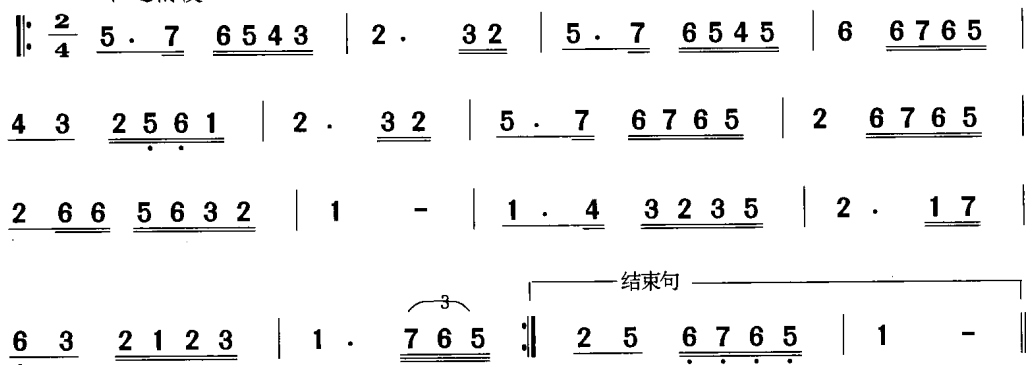 2/4 5 · 7 6 5 4 3 | 2 · 3 2 | 5 · 7 6 5 4 5 | 6 6 7 6 5 |
4 3 2 5 6 1 | 2 · 3 2 | 5 · 7 6 7 6 5 | 2 6 7 6 5 |
2 6 6 5 6 3 2 | 1 - | 1 · 4 3 2 3 5 | 2 · 1 7 |
3 结束句
6 3 2 1 2 3 | 1 · 7 6 5 :‖ 2 5 6 7 6 5 | 1 - ‖